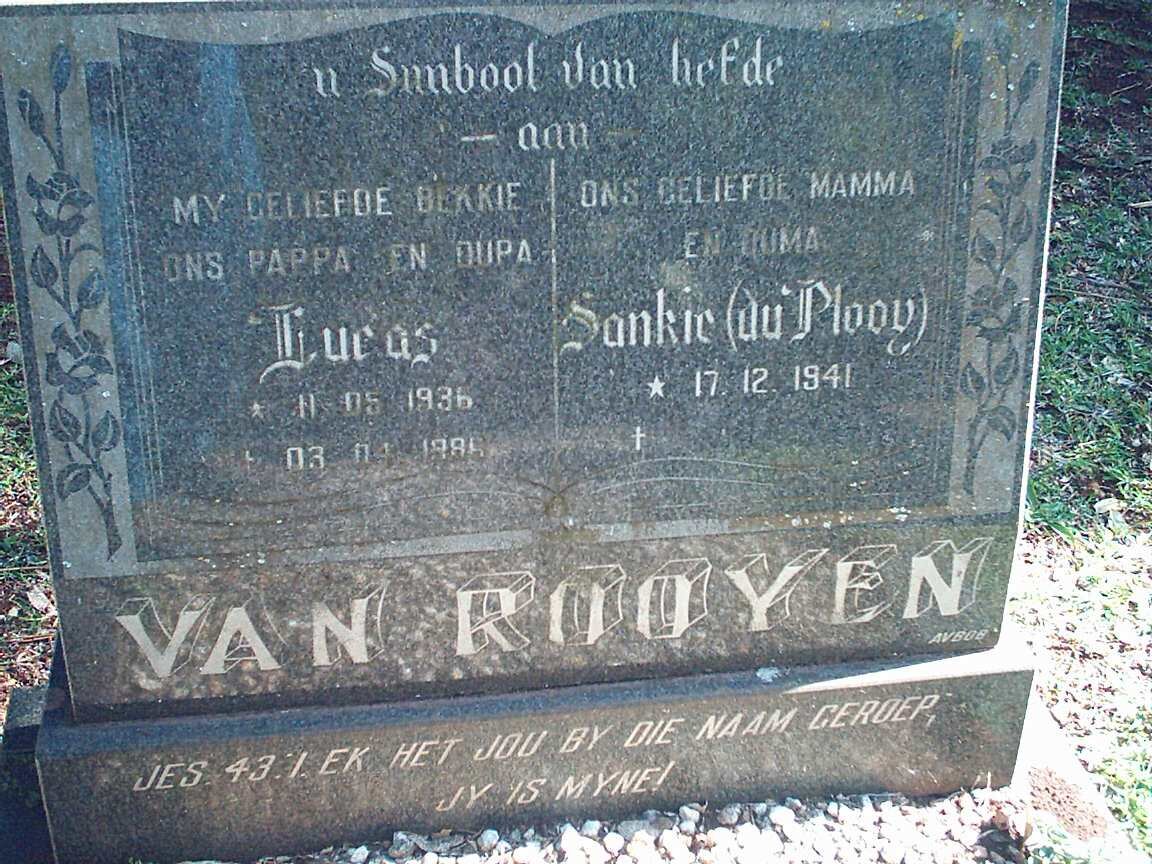 'n Simbool van liefde
— aan —
MY GELIEFDE BEKKIE
ONS PAPPA EN OUPA
Lucas
* 11 05 1936
† 03
ONS GELIEFDE MAMMA
EN OUMA
Sankie (du Plooy)
* 17. 12. 1941
†
VAN ROOYEN
AVBOB
JES. 43:1. EK HET JOU BY DIE NAAM GEROEP,
JY IS MYNE!